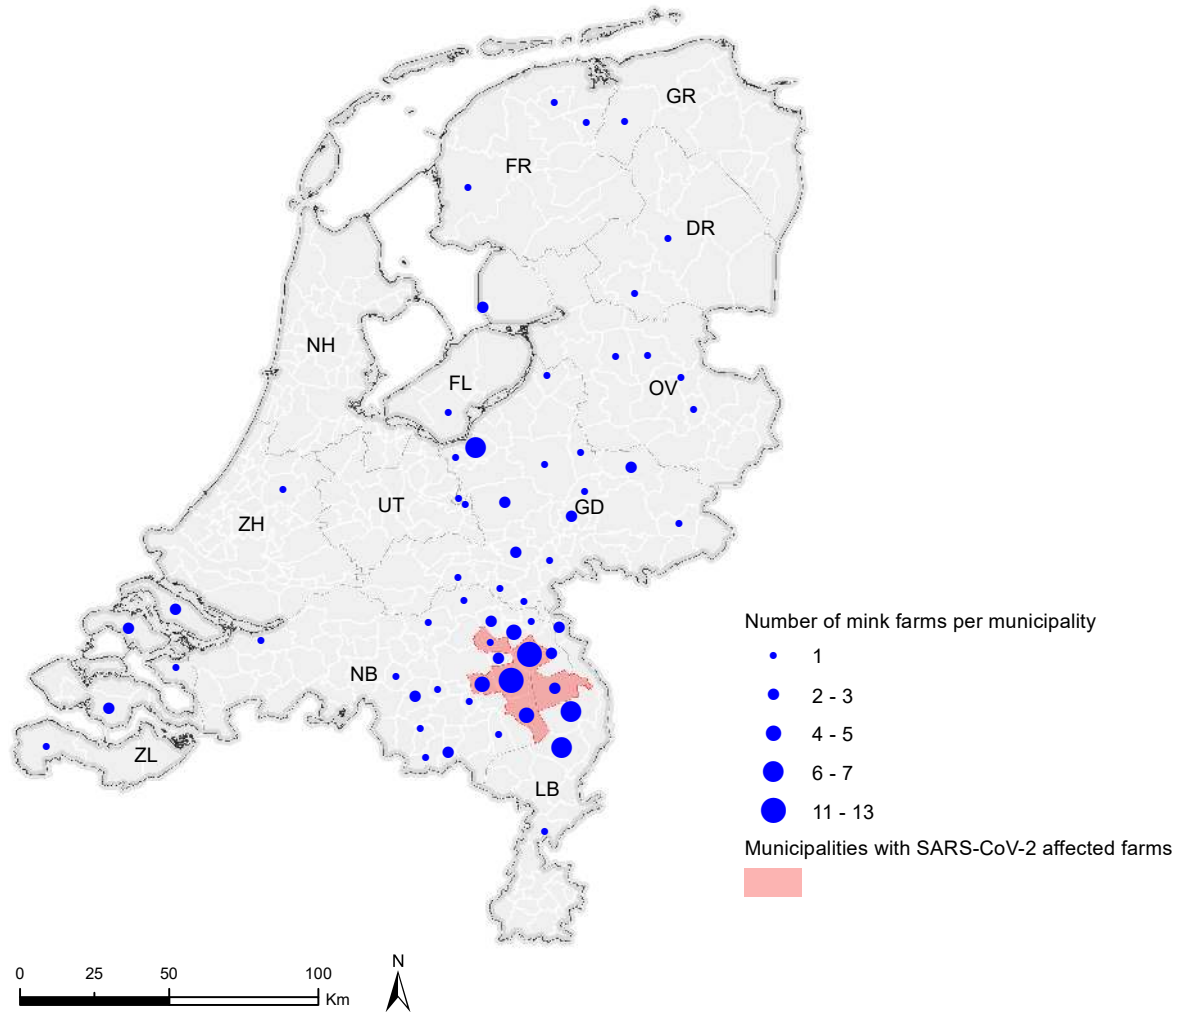 GR
FR
DR
NH
FL
OV
UT
GD
ZH
NB
ZL
LB
Number of mink farms per municipality
1
2 - 3
4 - 5
6 - 7
11 - 13
Municipalities with SARS-CoV-2 affected farms
N
0 25 50 100
Km